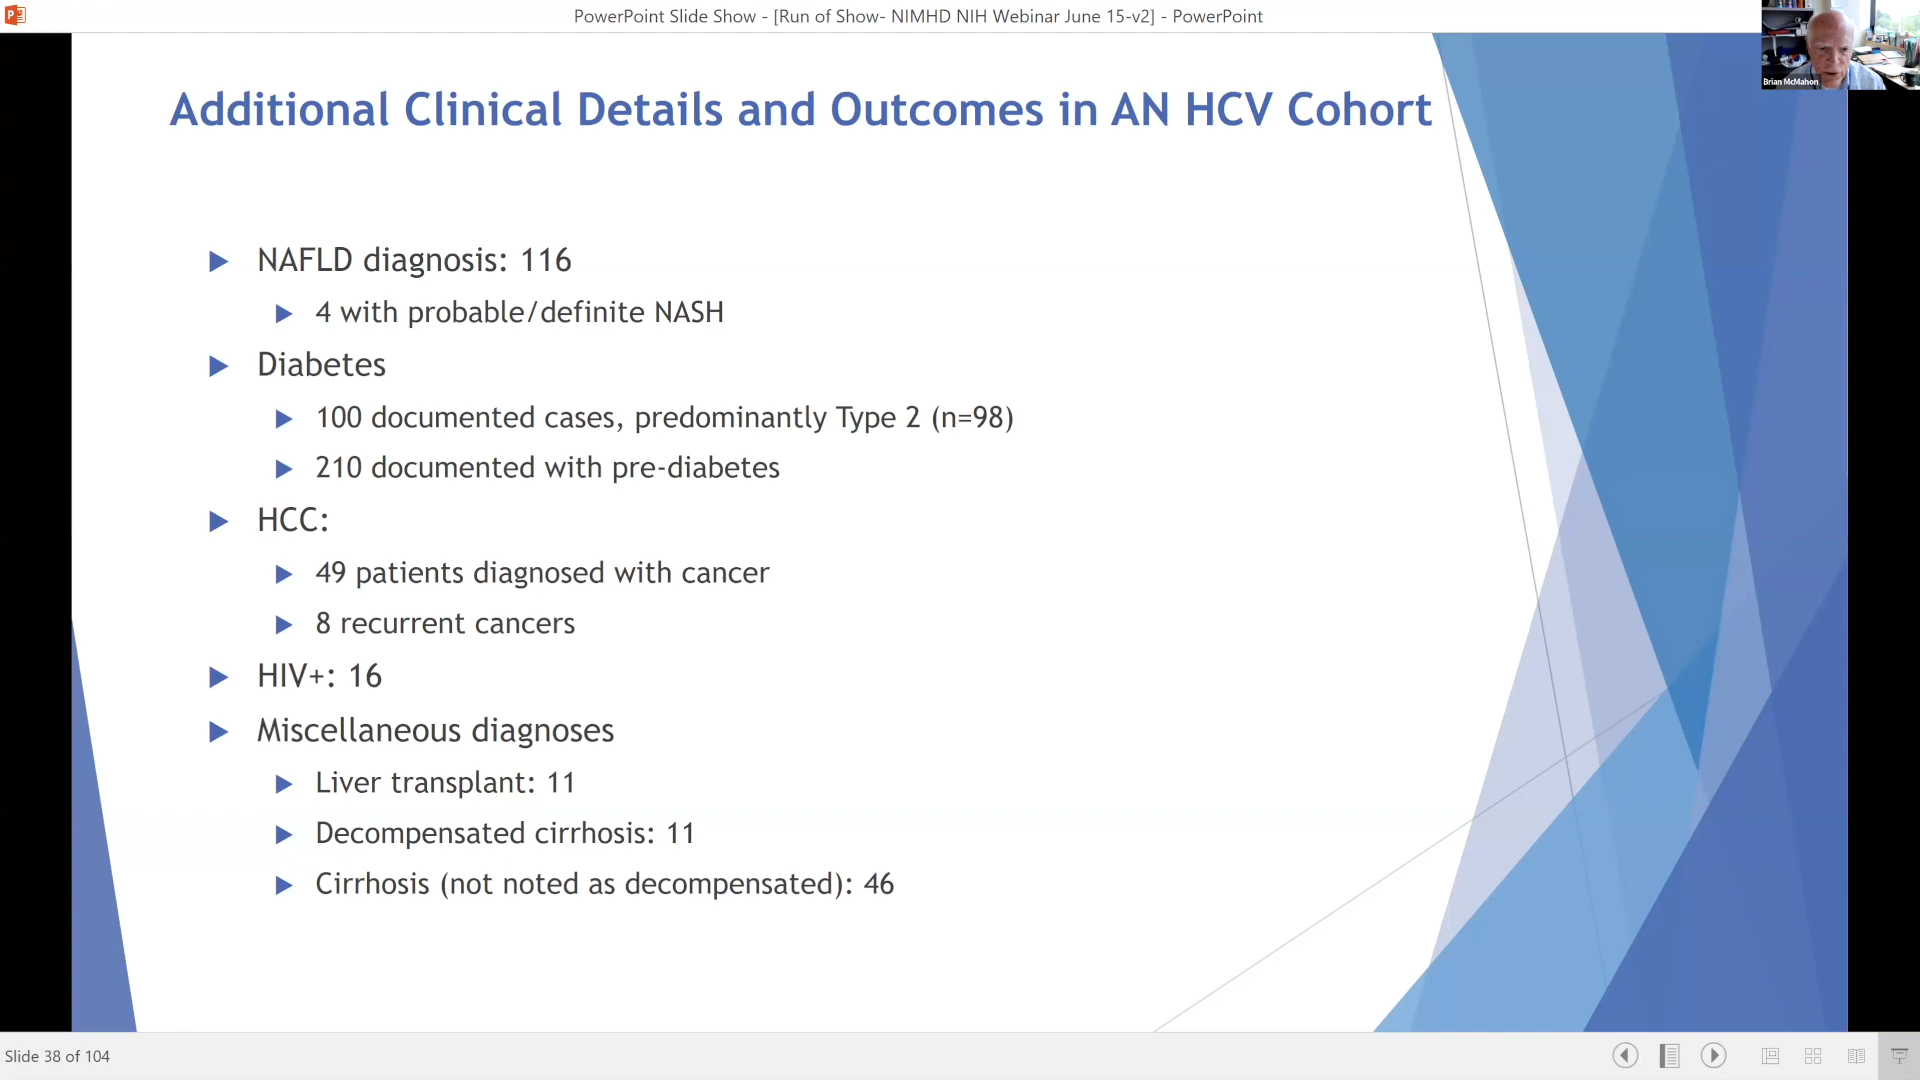 PowerPoint Slide Show - [Run of Show- NIMHD NIH Webinar June 15-v2] - PowerPoint
Brian McMahon
Additional Clinical Details and Outcomes in AN HCV Cohort
NAFLD diagnosis: 116
4 with probable/definite NASH
Diabetes
100 documented cases, predominantly Type 2 (n=98)
210 documented with pre-diabetes
HCC:
49 patients diagnosed with cancer
8 recurrent cancers
HIV+: 16
Miscellaneous diagnoses
Liver transplant: 11
Decompensated cirrhosis: 11
Cirrhosis (not noted as decompensated): 46
Slide 38 of 104